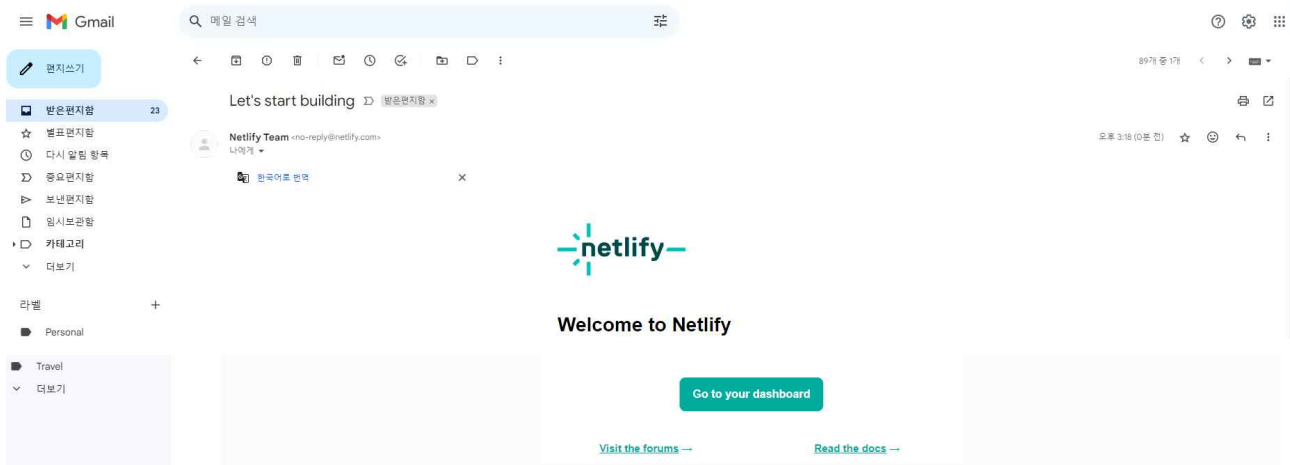 Gmail
메일 검색
편지쓰기
89개 중 1개
받은편지함 23
별표편지함
다시 알림 항목
중요편지함
보낸편지함
임시보관함
카테고리
더보기
라벨
Personal
Travel
더보기
Let's start building 받은편지함 ×
Netlify Team <no-reply@netlify.com>
오후 3:18 (0분 전)
나에게
한국어로 번역
netlify
Welcome to Netlify
Go to your dashboard
Visit the forums →
Read the docs →